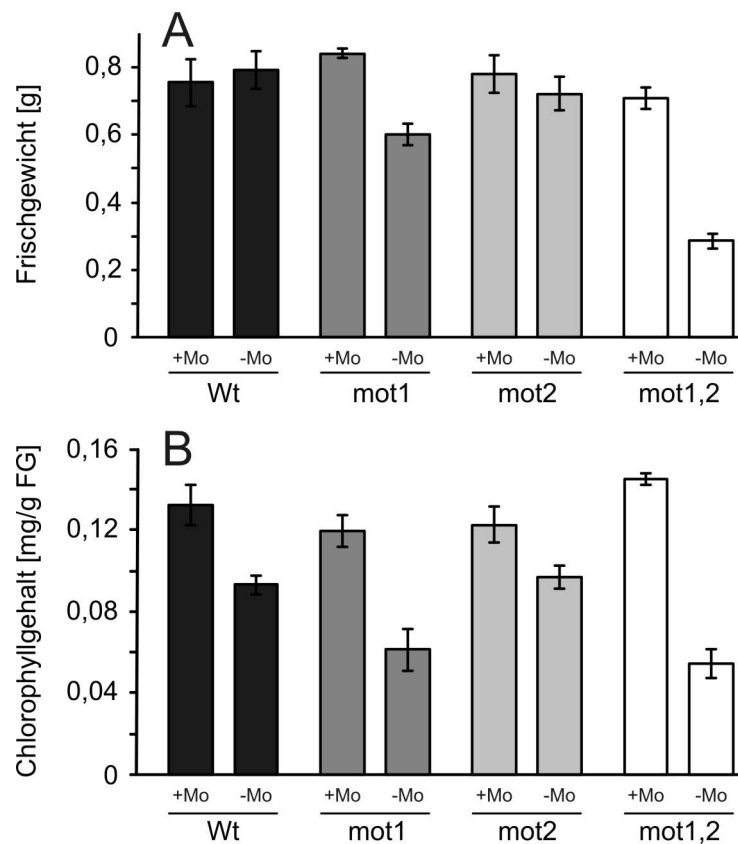 A
Frischgewicht [g]
0,8
0,6
0,4
0,2
0
+Mo -Mo +Mo -Mo +Mo -Mo +Mo -Mo
Wt mot1 mot2 mot1,2
B
Chlorophyllgehalt [mg/g FG]
0,16
0,12
0,08
0,04
0
+Mo -Mo +Mo -Mo +Mo -Mo +Mo -Mo
Wt mot1 mot2 mot1,2